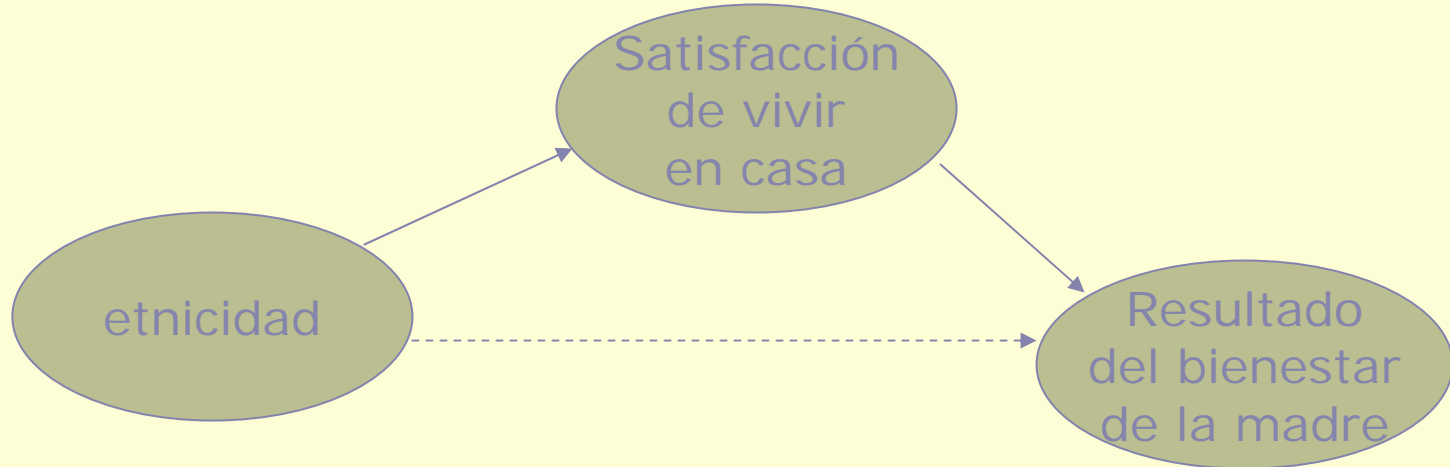 Satisfacción
de vivir
en casa
etnicidad
Resultado
del bienestar
de la madre